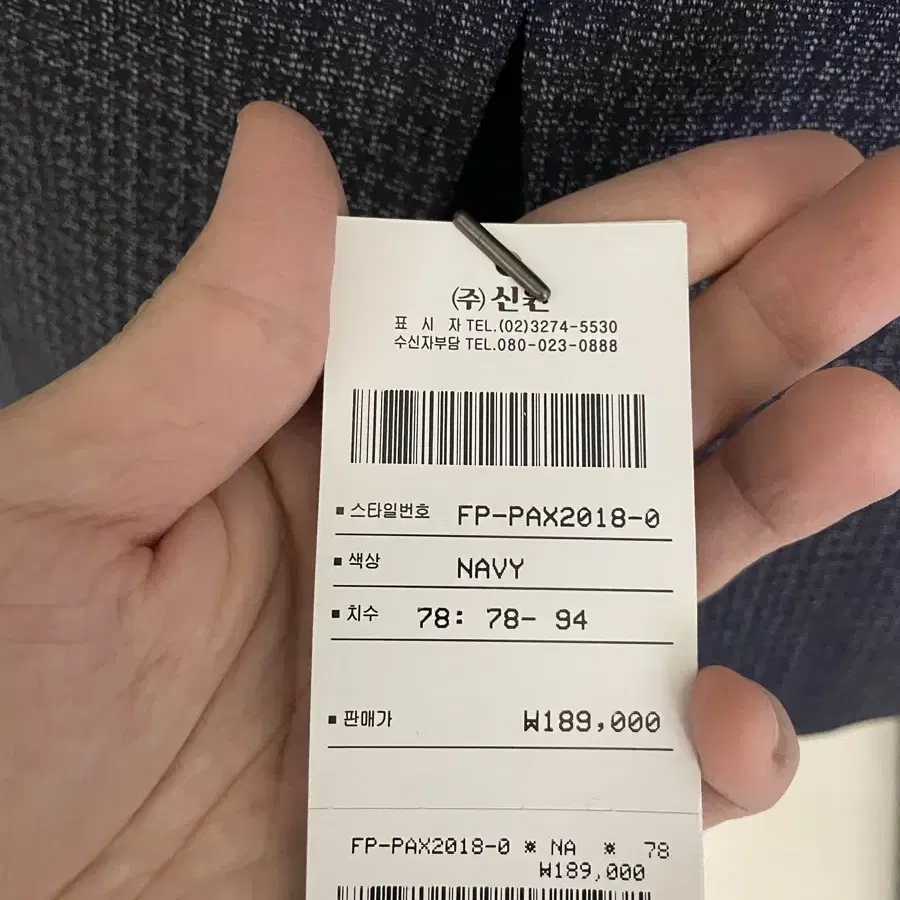 (주)신원
표 시 자 TEL.(02)3274-5530
수신자부담 TEL.080-023-0888
▪ 스타일번호 FP-PAX2018-0
▪ 색상 NAVY
▪ 치수 78: 78- 94
▪ 판매가 ₩189,000
FP-PAX2018-0 * NA * 78
₩189,000